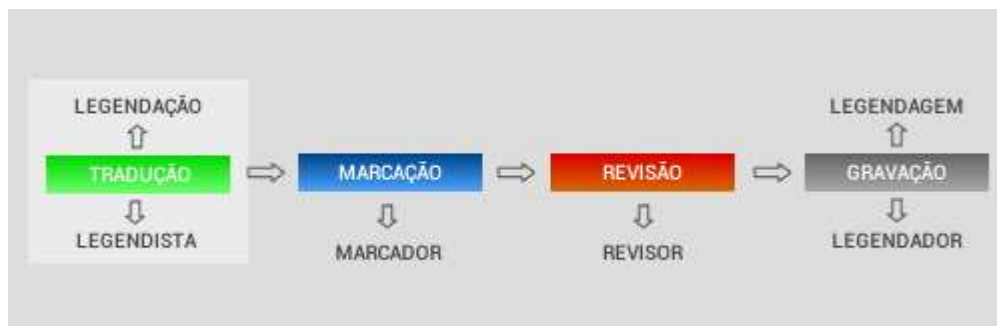 LEGENDAÇÃO
LEGENDAGEM
TRADUÇÃO
MARCAÇÃO
REVISÃO
GRAVAÇÃO
LEGENDISTA
MARCADOR
REVISOR
LEGENDADOR